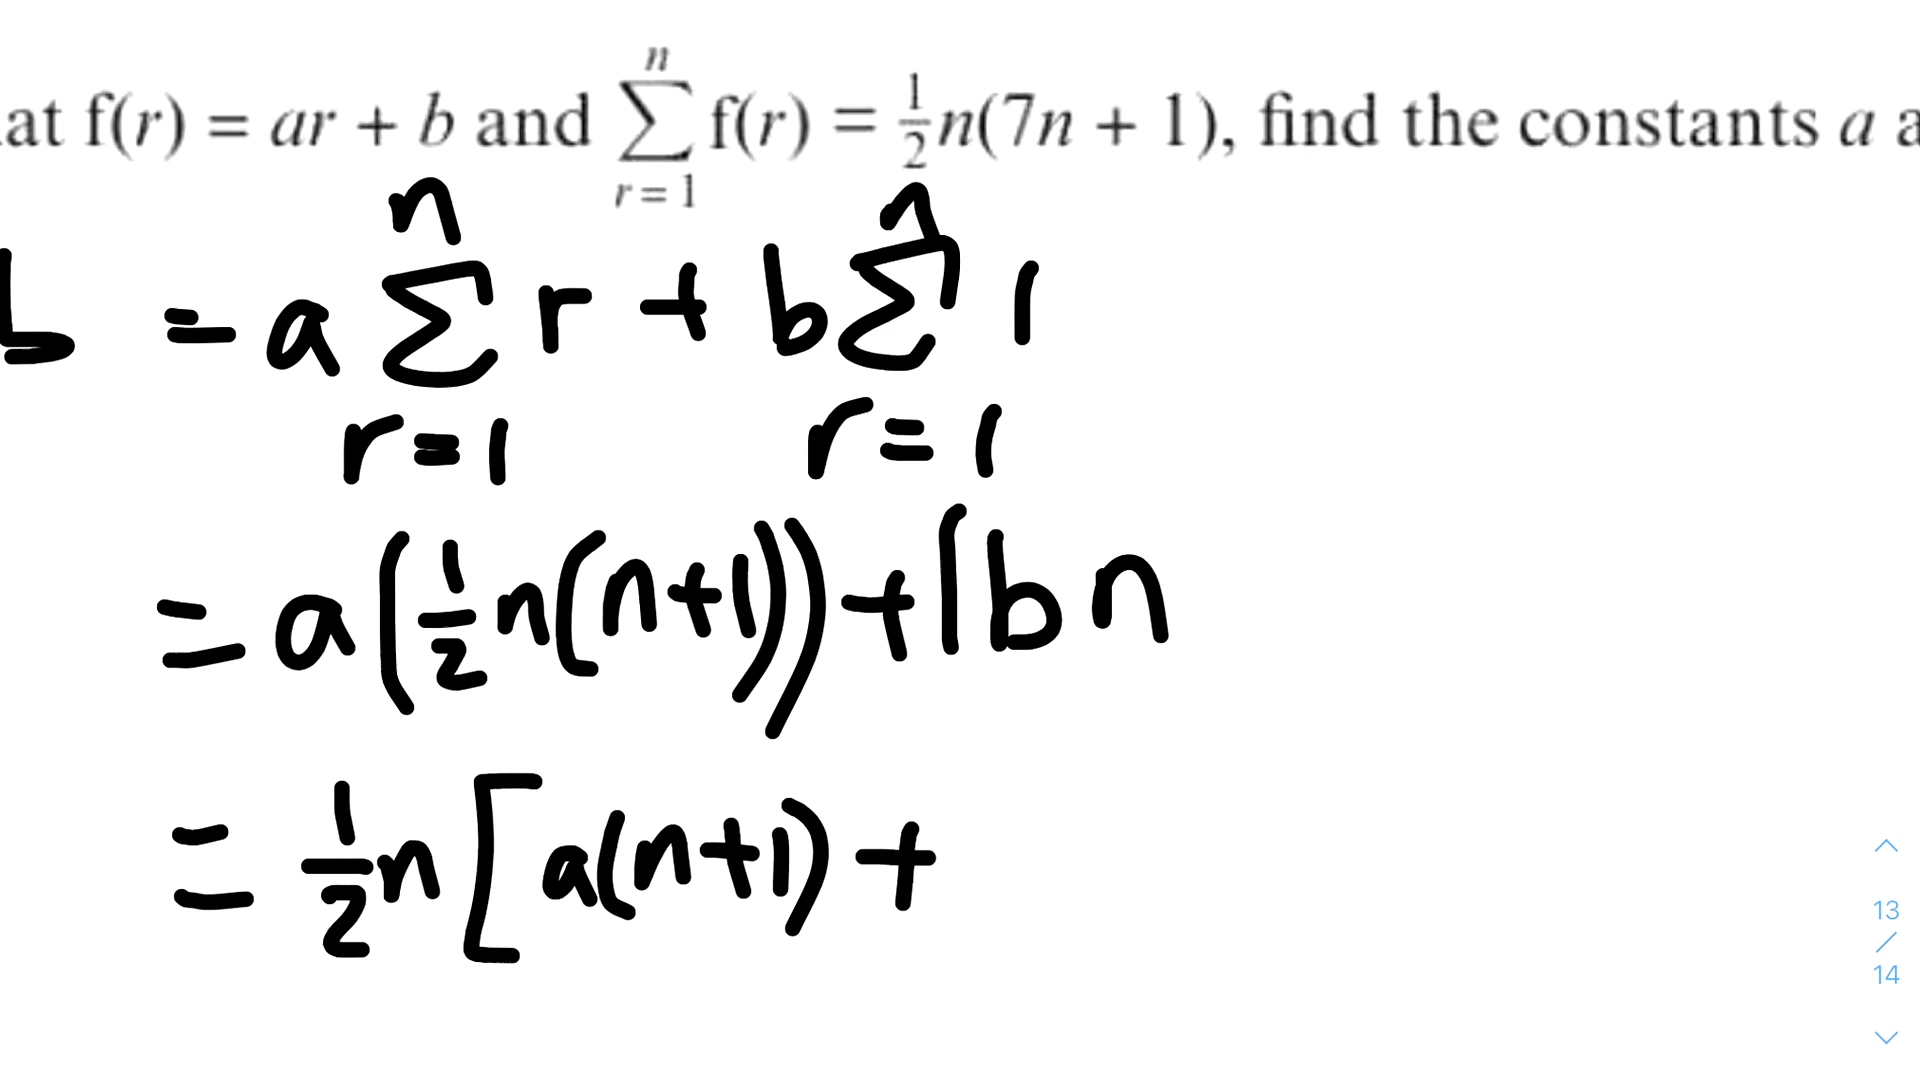 at f(r) = ar + b and ∑_{r=1}^{n} f(r) ≡ ½n(7n + 1), find the constants a a
b = a ∑_{r=1}^{n} r + b ∑_{r=1}^{n} 1
= a(½n(n+1)) + 1bn
= ½n[a(n+1) +
13
/
14